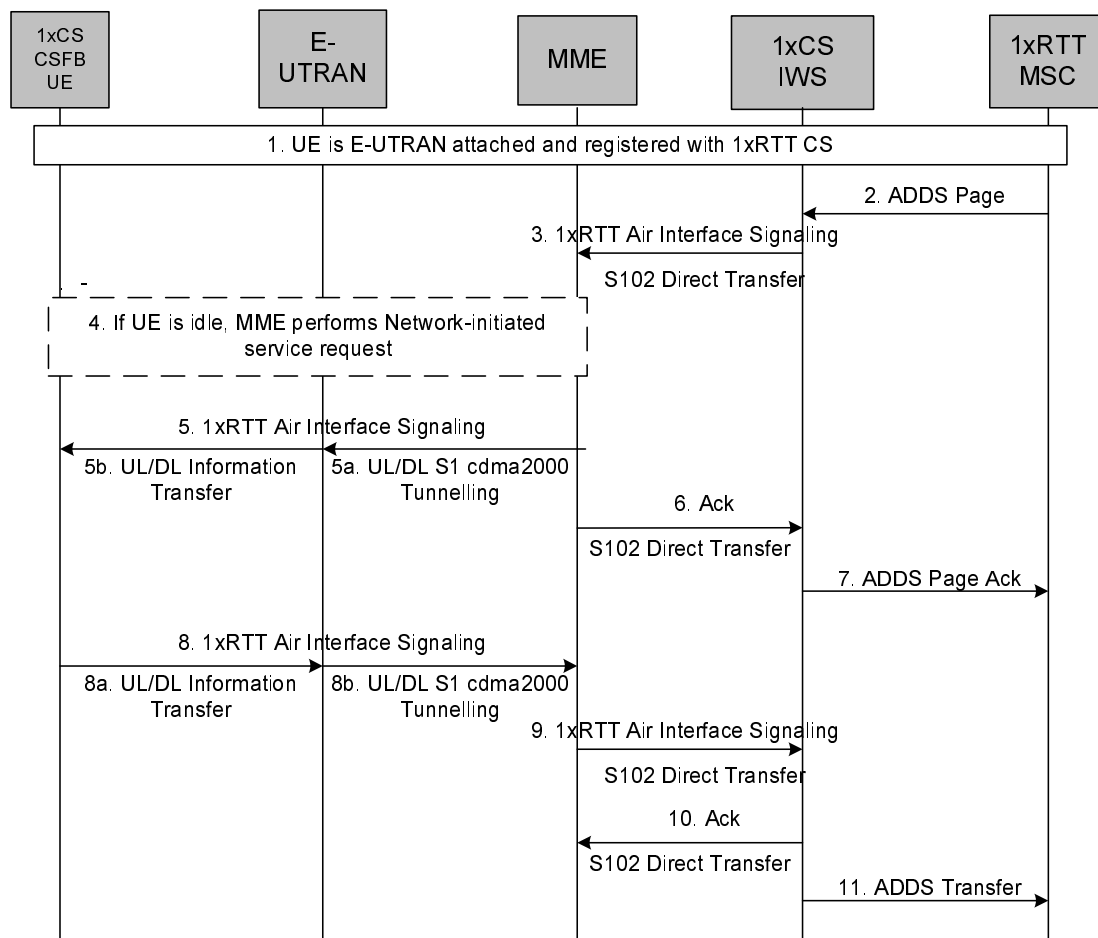 1xCS
CSFB
UE
E-
UTRAN
MME
1xCS
IWS
1xRTT
MSC
1. UE is E-UTRAN attached and registered with 1xRTT CS
2. ADDS Page
3. 1xRTT Air Interface Signaling
S102 Direct Transfer
4. If UE is idle, MME performs Network-initiated
service request
5. 1xRTT Air Interface Signaling
5b. UL/DL Information
Transfer
5a. UL/DL S1 cdma2000
Tunnelling
6. Ack
S102 Direct Transfer
7. ADDS Page Ack
8. 1xRTT Air Interface Signaling
8a. UL/DL Information
Transfer
8b. UL/DL S1 cdma2000
Tunnelling
9. 1xRTT Air Interface Signaling
S102 Direct Transfer
10. Ack
S102 Direct Transfer
11. ADDS Transfer